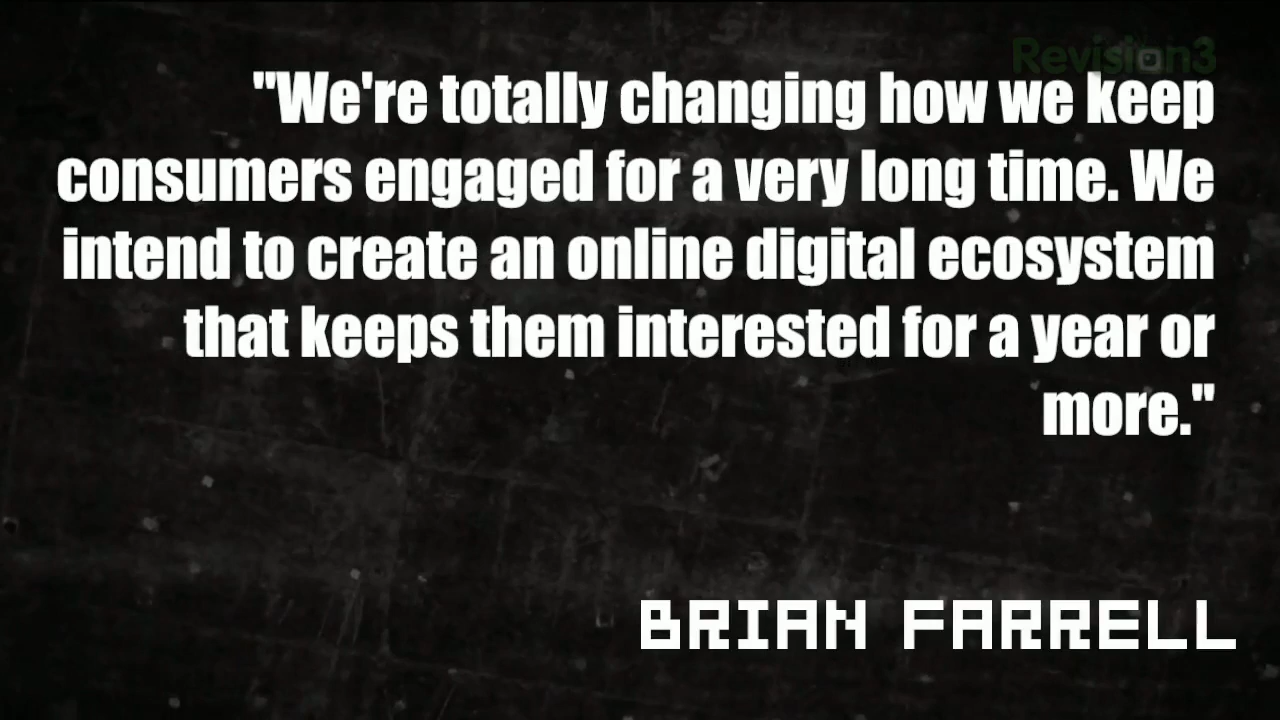 Revision3
"We're totally changing how we keep
consumers engaged for a very long time. We
intend to create an online digital ecosystem
that keeps them interested for a year or
more."
BRIAN FARRELL